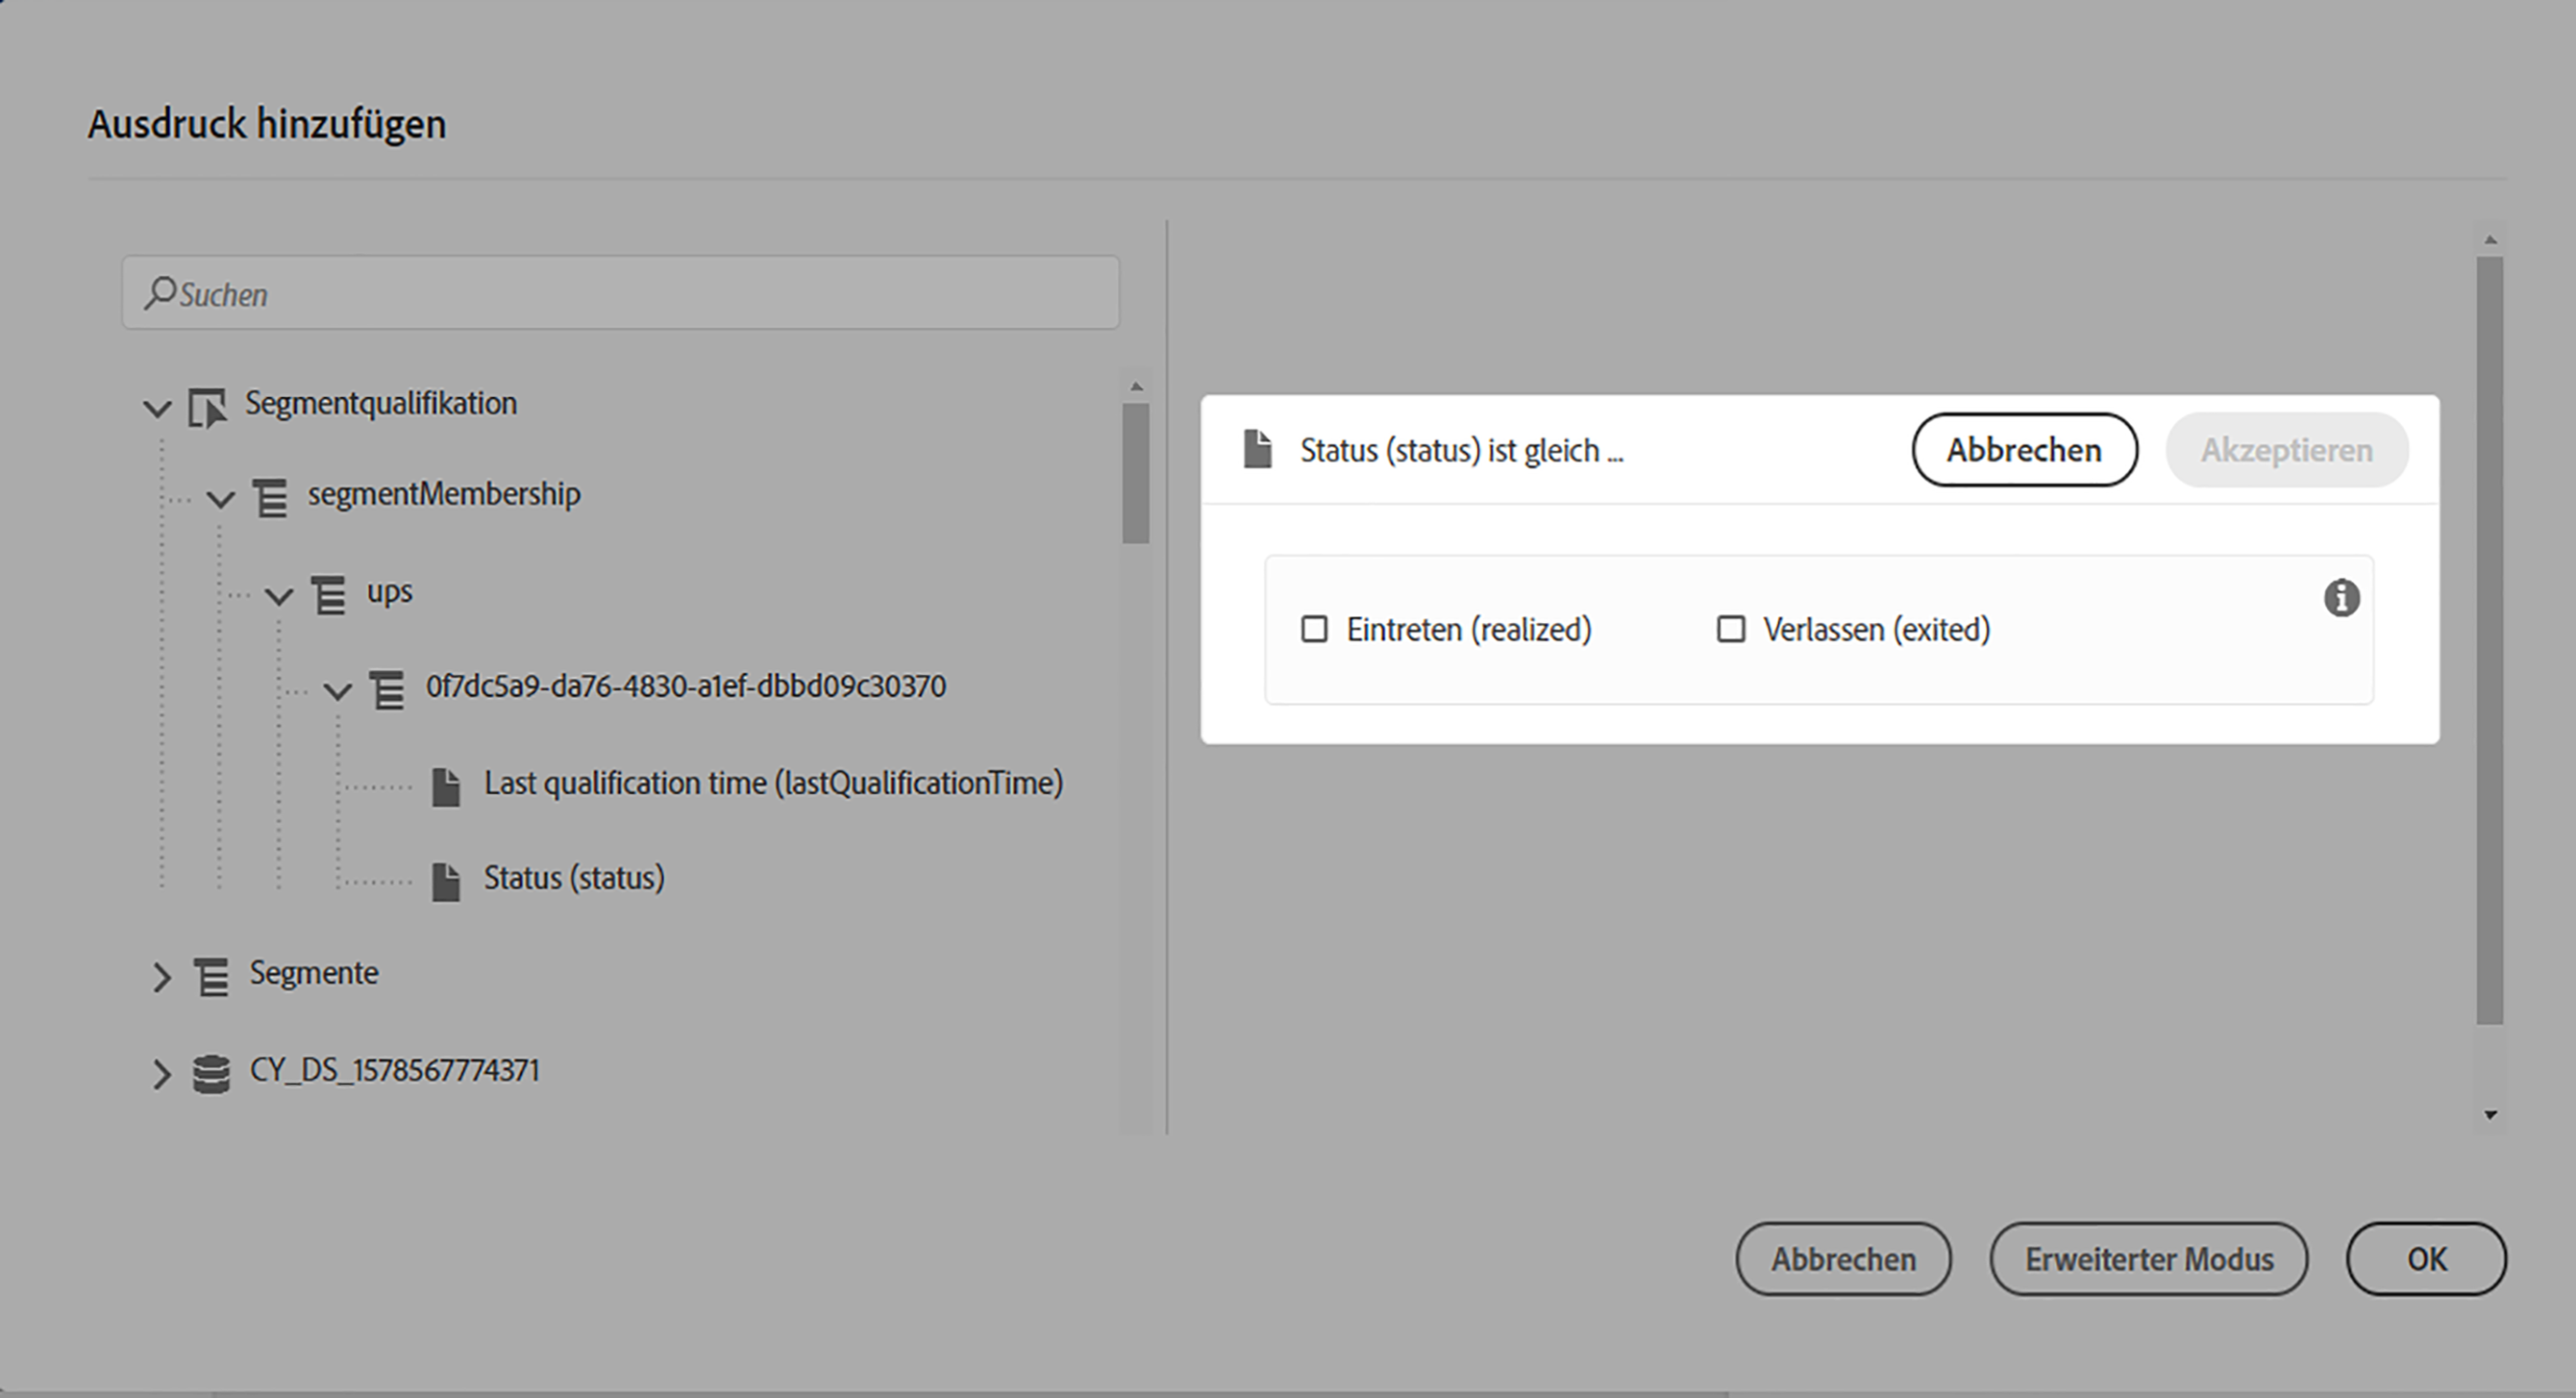 Ausdruck hinzufügen
Suchen
Segmentqualifikation
segmentMembership
ups
0f7dc5a9-da76-4830-a1ef-dbbd09c30370
Last qualification time (lastQualificationTime)
Status (status)
Segmente
CY_DS_1578567774371
Status (status) ist gleich ...
Abbrechen
Akzeptieren
Eintreten (realized)
Verlassen (exited)
Abbrechen
Erweiterter Modus
OK